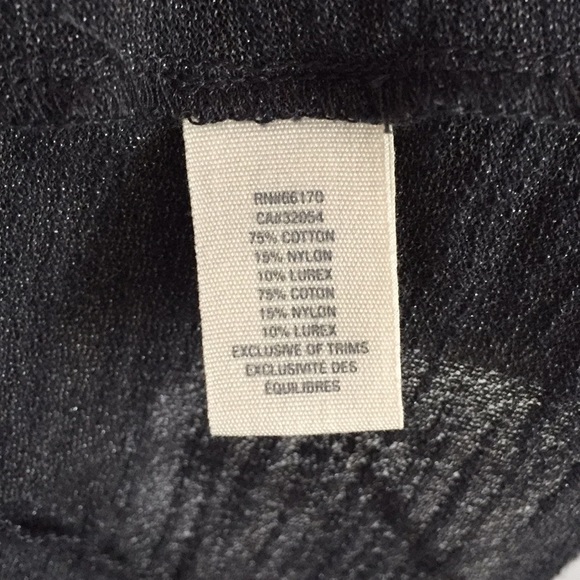 RN#66170
CA#32054
75% COTTON
15% NYLON
10% LUREX
75% COTON
15% NYLON
10% LUREX
EXCLUSIVE OF TRIMS
EXCLUSIVITÉ DES
ÉQUILIBRES